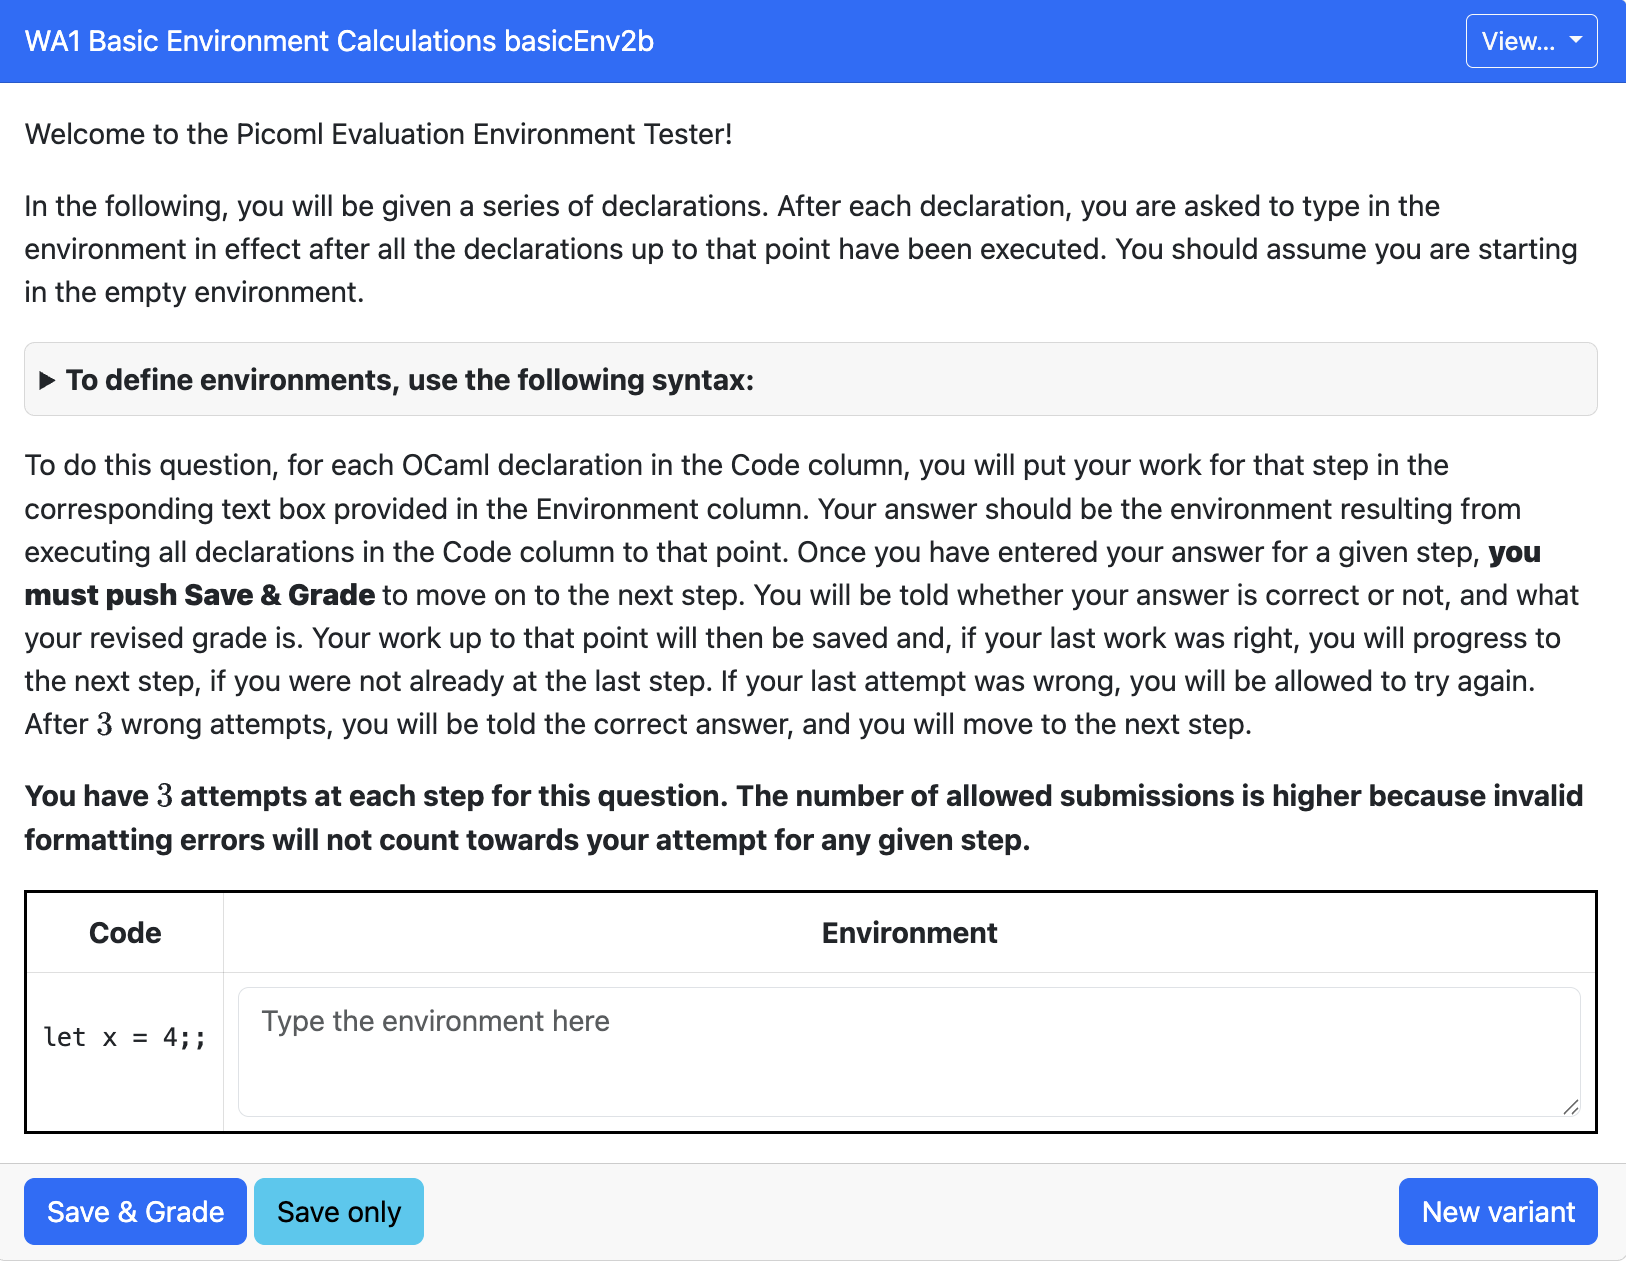 WA1 Basic Environment Calculations basicEnv2b
View...
Welcome to the Picoml Evaluation Environment Tester!
In the following, you will be given a series of declarations. After each declaration, you are asked to type in the
environment in effect after all the declarations up to that point have been executed. You should assume you are starting
in the empty environment.
To define environments, use the following syntax:
To do this question, for each OCaml declaration in the Code column, you will put your work for that step in the
corresponding text box provided in the Environment column. Your answer should be the environment resulting from
executing all declarations in the Code column to that point. Once you have entered your answer for a given step, you
must push Save & Grade to move on to the next step. You will be told whether your answer is correct or not, and what
your revised grade is. Your work up to that point will then be saved and, if your last work was right, you will progress to
the next step, if you were not already at the last step. If your last attempt was wrong, you will be allowed to try again.
After 3 wrong attempts, you will be told the correct answer, and you will move to the next step.
You have 3 attempts at each step for this question. The number of allowed submissions is higher because invalid
formatting errors will not count towards your attempt for any given step.
Code
Environment
let x = 4;;
Type the environment here
Save & Grade
Save only
New variant